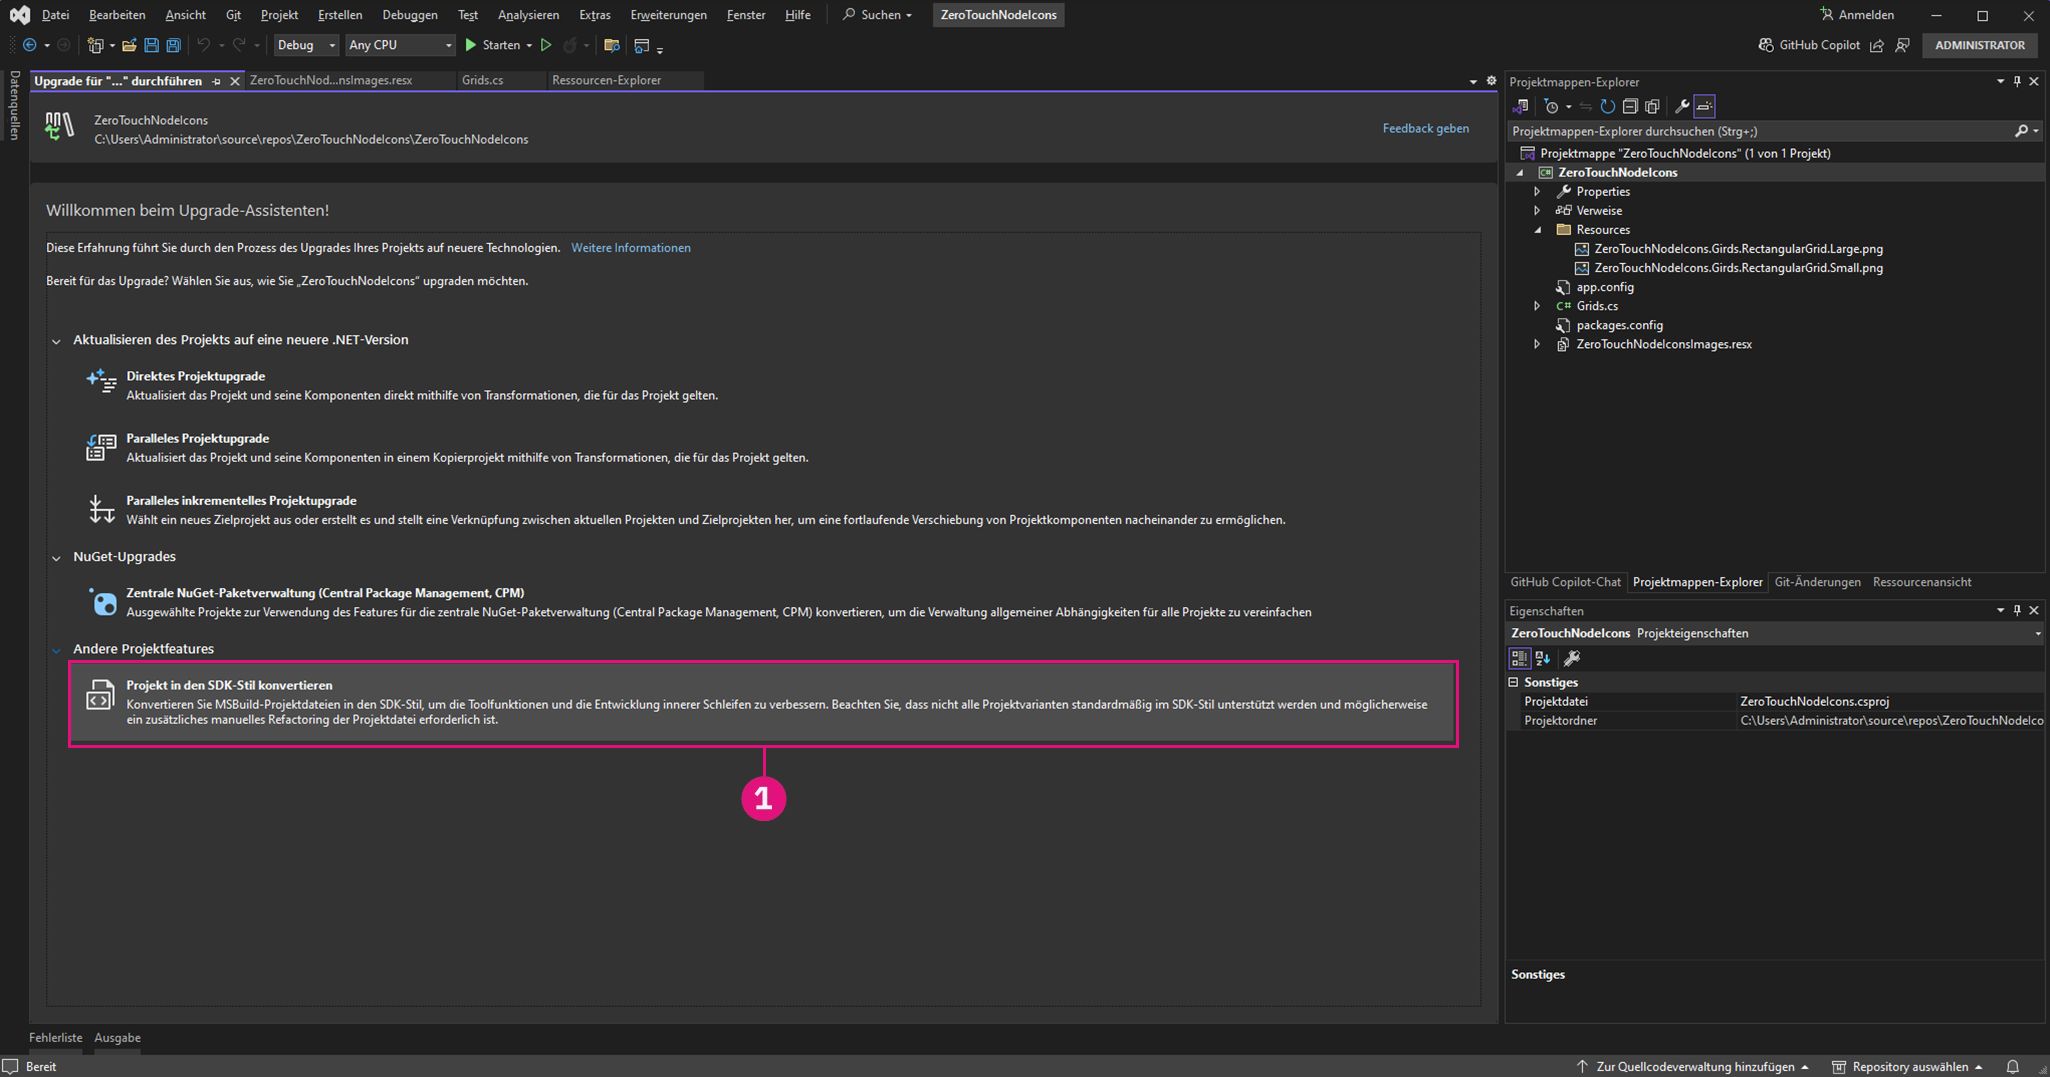 Datei Bearbeiten Ansicht Git Projekt Erstellen Debuggen Test Analysieren Extras Erweiterungen Fenster Hilfe Suchen ZeroTouchNodeIcons Anmelden
Debug Any CPU Starten GitHub Copilot ADMINISTRATOR
Datenquellen
Upgrade für "..." durchführen ZeroTouchNod...nsImages.resx Grids.cs Ressourcen-Explorer
ZeroTouchNodeIcons
C:\Users\Administrator\source\repos\ZeroTouchNodeIcons\ZeroTouchNodeIcons
Feedback geben
Willkommen beim Upgrade-Assistenten!
Diese Erfahrung führt Sie durch den Prozess des Upgrades Ihres Projekts auf neuere Technologien. Weitere Informationen
Bereit für das Upgrade? Wählen Sie aus, wie Sie „ZeroTouchNodeIcons“ upgraden möchten.
Aktualisieren des Projekts auf eine neuere .NET-Version
Direktes Projektupgrade
Aktualisiert das Projekt und seine Komponenten direkt mithilfe von Transformationen, die für das Projekt gelten.
Paralleles Projektupgrade
Aktualisiert das Projekt und seine Komponenten in einem Kopierprojekt mithilfe von Transformationen, die für das Projekt gelten.
Paralleles inkrementelles Projektupgrade
Wählt ein neues Zielprojekt aus oder erstellt es und stellt eine Verknüpfung zwischen aktuellen Projekten und Zielprojekten her, um eine fortlaufende Verschiebung von Projektkomponenten nacheinander zu ermöglichen.
NuGet-Upgrades
Zentrale NuGet-Paketverwaltung (Central Package Management, CPM)
Ausgewählte Projekte zur Verwendung des Features für die zentrale NuGet-Paketverwaltung (Central Package Management, CPM) konvertieren, um die Verwaltung allgemeiner Abhängigkeiten für alle Projekte zu vereinfachen
Andere Projektfeatures
Projekt in den SDK-Stil konvertieren
Konvertieren Sie MSBuild-Projektdateien in den SDK-Stil, um die Toolfunktionen und die Entwicklung innerer Schleifen zu verbessern. Beachten Sie, dass nicht alle Projektvarianten standardmäßig im SDK-Stil unterstützt werden und möglicherweise
ein zusätzliches manuelles Refactoring der Projektdatei erforderlich ist.
1
Projektmappen-Explorer
Projektmappen-Explorer durchsuchen (Strg+;)
Projektmappe "ZeroTouchNodeIcons" (1 von 1 Projekt)
C# ZeroTouchNodeIcons
Properties
Verweise
Resources
ZeroTouchNodeIcons.Girds.RectangularGrid.Large.png
ZeroTouchNodeIcons.Girds.RectangularGrid.Small.png
app.config
C# Grids.cs
packages.config
ZeroTouchNodeIconsImages.resx
GitHub Copilot-Chat Projektmappen-Explorer Git-Änderungen Ressourcenansicht
Eigenschaften
ZeroTouchNodeIcons Projekteigenschaften
Sonstiges
Projektdatei ZeroTouchNodeIcons.csproj
Projektordner C:\Users\Administrator\source\repos\ZeroTouchNodeIco
Sonstiges
Fehlerliste Ausgabe
Bereit Zur Quellcodeverwaltung hinzufügen Repository auswählen